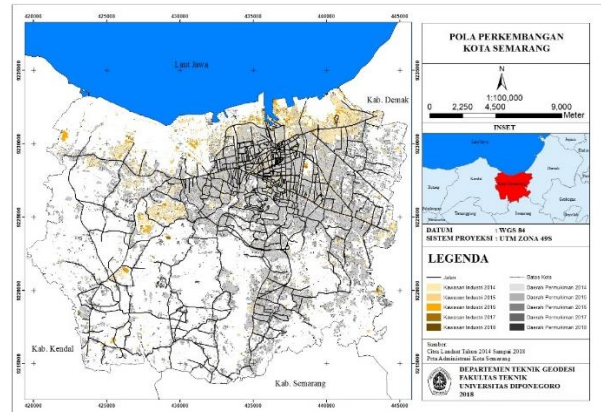 420000 425000 430000 435000 440000 445000
Laut Jawa
Kab. Demak
Kab. Kendal
Kab. Semarang
9235000
9230000
9225000
9220000
9215000
420000 425000 430000 435000 440000 445000
POLA PERKEMBANGAN
KOTA SEMARANG
N
1:100,000
0 2,250 4,500 9,000
Meter
INSET
DATUM : WGS 84
SISTEM PROYEKSI : UTM ZONA 49S
LEGENDA
Jalan
Batas Kota
Kawasan Industri 2014
Daerah Permukiman 2014
Kawasan Industri 2015
Daerah Permukiman 2015
Kawasan Industri 2016
Daerah Permukiman 2016
Kawasan Industri 2017
Daerah Permukiman 2017
Kawasan Industri 2018
Daerah Permukiman 2018
Sumber:
Citra Landsat Tahun 2014 Sampai 2018
Peta Administrasi Kota Semarang
DEPARTEMEN TEKNIK GEODESI
FAKULTAS TEKNIK
UNIVERSITAS DIPONEGORO
2018